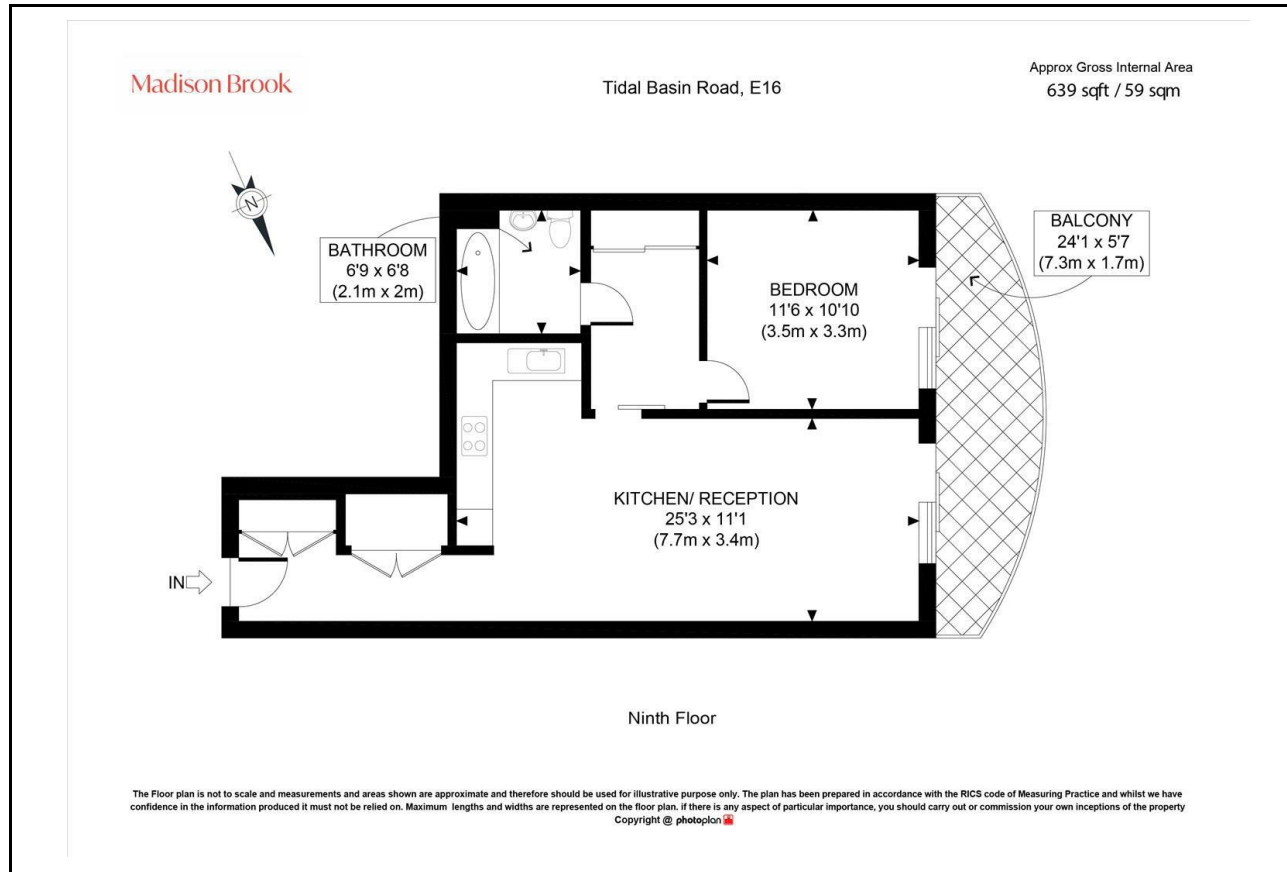 Madison Brook
Tidal Basin Road, E16
Approx Gross Internal Area
639 sqft / 59 sqm
N
BATHROOM
6'9 x 6'8
(2.1m x 2m)
BALCONY
24'1 x 5'7
(7.3m x 1.7m)
BEDROOM
11'6 x 10'10
(3.5m x 3.3m)
KITCHEN/ RECEPTION
25'3 x 11'1
(7.7m x 3.4m)
IN
Ninth Floor
The Floor plan is not to scale and measurements and areas shown are approximate and therefore should be used for illustrative purpose only. The plan has been prepared in accordance with the RICS code of Measuring Practice and whilst we have
confidence in the information produced it must not be relied on. Maximum lengths and widths are represented on the floor plan. if there is any aspect of particular importance, you should carry out or commission your own inceptions of the property
Copyright @ photoplan